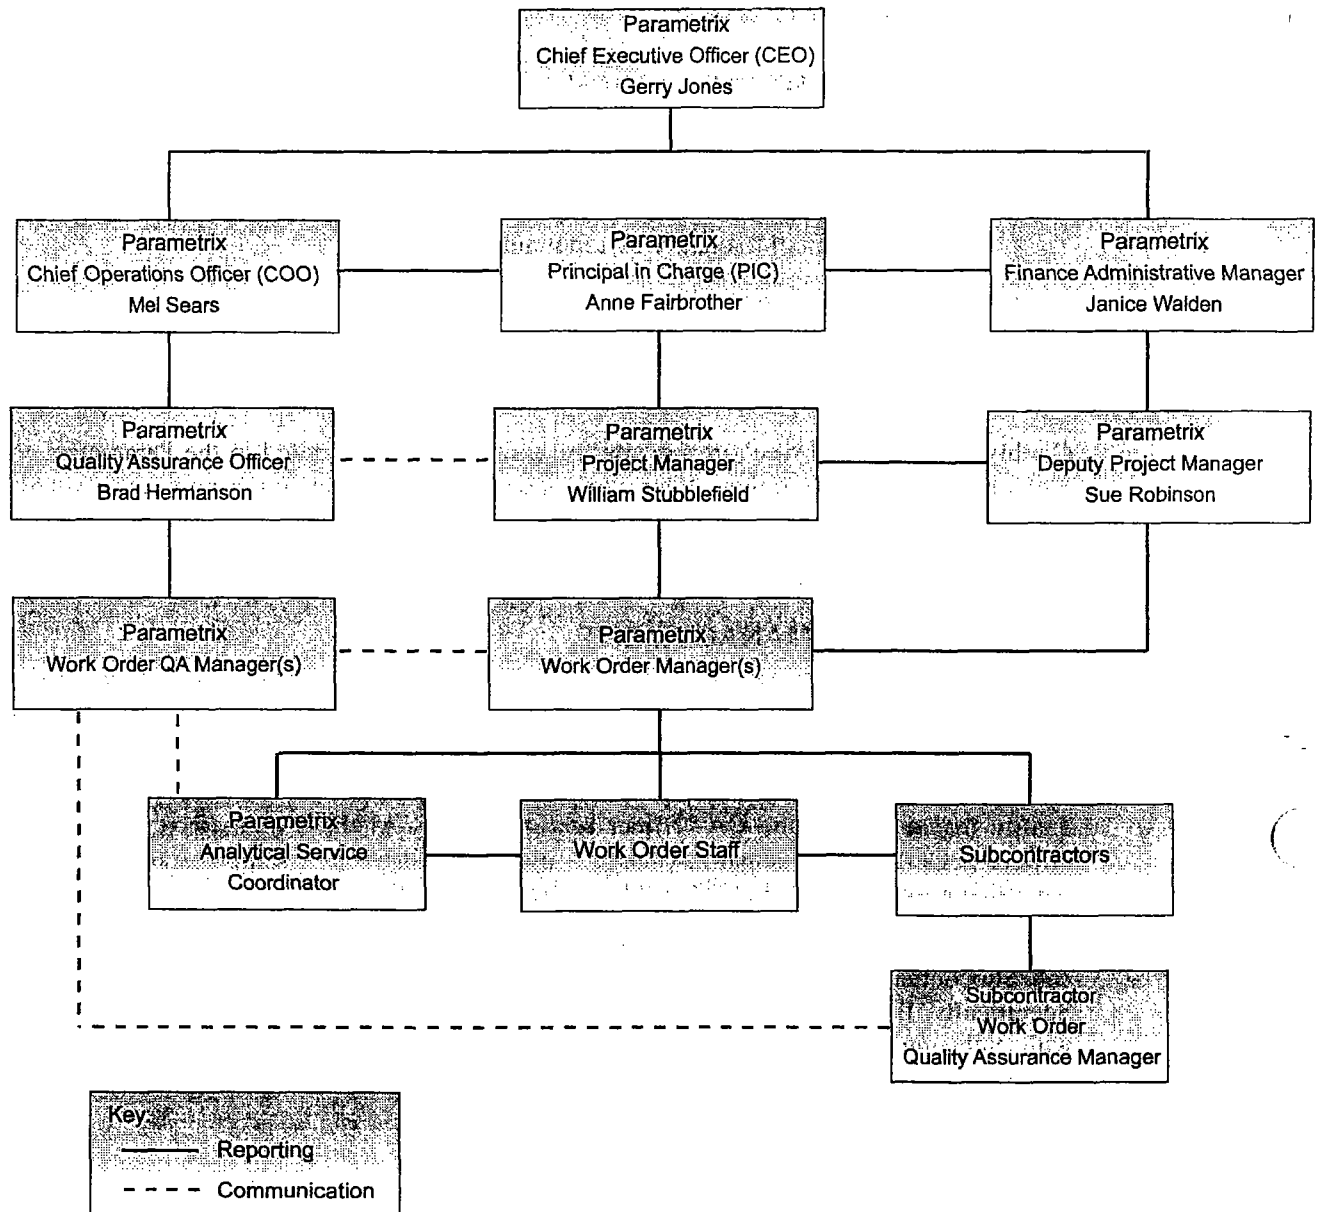 Parametrix
Chief Executive Officer (CEO)
Gerry Jones
Parametrix
Chief Operations Officer (COO)
Mel Sears
Parametrix
Principal in Charge (PIC)
Anne Fairbrother
Parametrix
Finance Administrative Manager
Janice Walden
Parametrix
Quality Assurance Officer
Brad Hermanson
Parametrix
Project Manager
William Stubblefield
Parametrix
Deputy Project Manager
Sue Robinson
Parametrix
Work Order QA Manager(s)
Parametrix
Work Order Manager(s)
Parametrix
Analytical Service
Coordinator
Work Order Staff
Subcontractors
Subcontractor
Work Order
Quality Assurance Manager
Key:
Reporting
Communication